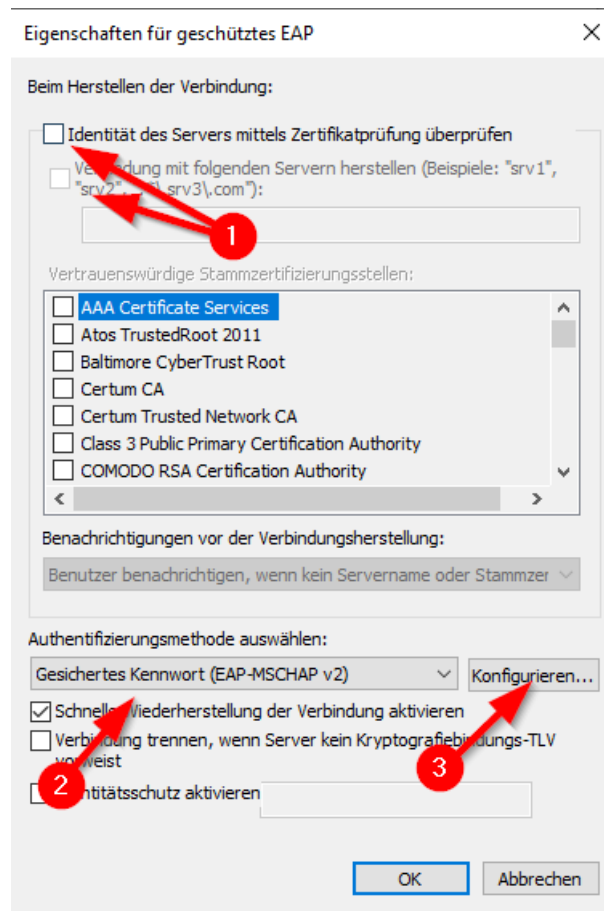 Eigenschaften für geschütztes EAP
Beim Herstellen der Verbindung:
Identität des Servers mittels Zertifikatprüfung überprüfen
mit folgenden Servern herstellen (Beispiele: "srv1",
"srv2", srv3\.com"):
1
Vertrauenswürdige Stammzertifizierungsstellen:
AAA Certificate Services
Atos TrustedRoot 2011
Baltimore CyberTrust Root
Certum CA
Certum Trusted Network CA
Class 3 Public Primary Certification Authority
COMODO RSA Certification Authority
Benachrichtigungen vor der Verbindungsherstellung:
Benutzer benachrichtigen, wenn kein Servername oder Stammzer
Authentifizierungsmethode auswählen:
Gesichertes Kennwort (EAP-MSCHAP v2)
Konfigurieren...
Schnelle Wiederherstellung der Verbindung aktivieren
Verbindung trennen, wenn Server kein Kryptografiebindungs-TLV
vorweist
3
2
aktivieren
OK
Abbrechen